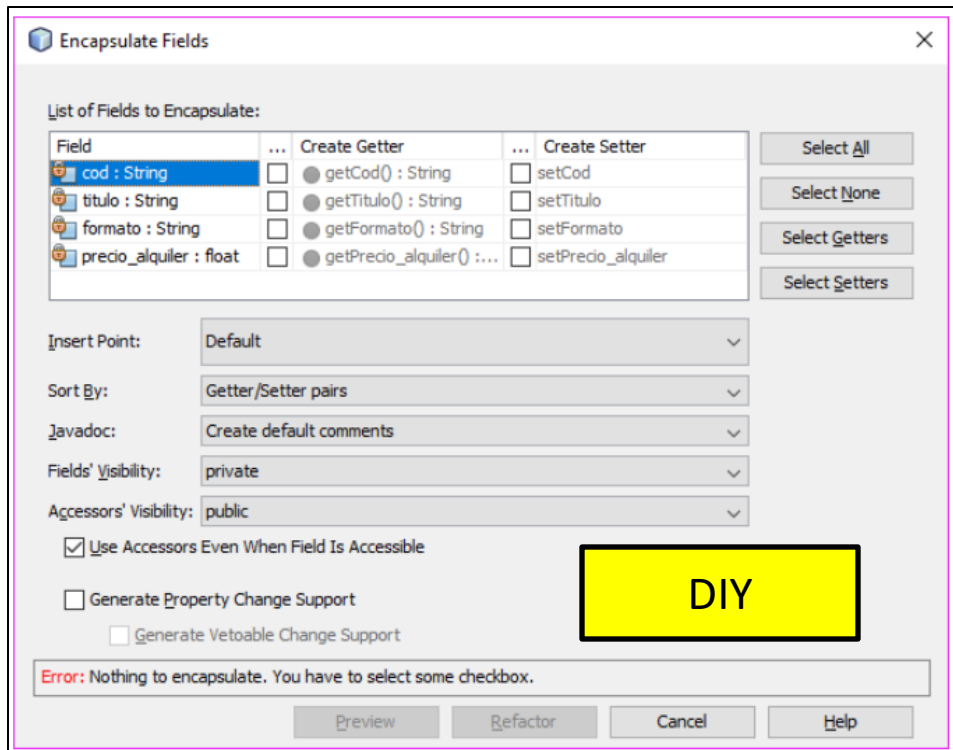 Encapsulate Fields
List of Fields to Encapsulate:
Field ... Create Getter ... Create Setter
cod : String getCod() : String setCod
titulo : String getTitulo() : String setTitulo
formato : String getFormato() : String setFormato
precio_alquiler : float getPrecio_alquiler() :... setPrecio_alquiler
Select All
Select None
Select Getters
Select Setters
Insert Point: Default
Sort By: Getter/Setter pairs
Javadoc: Create default comments
Fields' Visibility: private
Accessors' Visibility: public
Use Accessors Even When Field Is Accessible
Generate Property Change Support
Generate Vetoable Change Support
DIY
Error: Nothing to encapsulate. You have to select some checkbox.
Preview Refactor Cancel Help